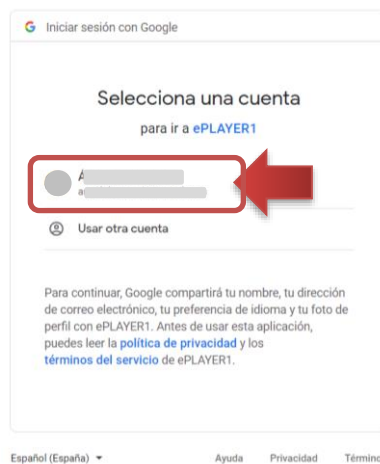 Iniciar sesión con Google
Selecciona una cuenta
para ir a ePLAYER1
Usar otra cuenta
Para continuar, Google compartirá tu nombre, tu dirección
de correo electrónico, tu preferencia de idioma y tu foto de
perfil con ePLAYER1. Antes de usar esta aplicación,
puedes leer la política de privacidad y los
términos del servicio de ePLAYER1.
Español (España) Ayuda Privacidad